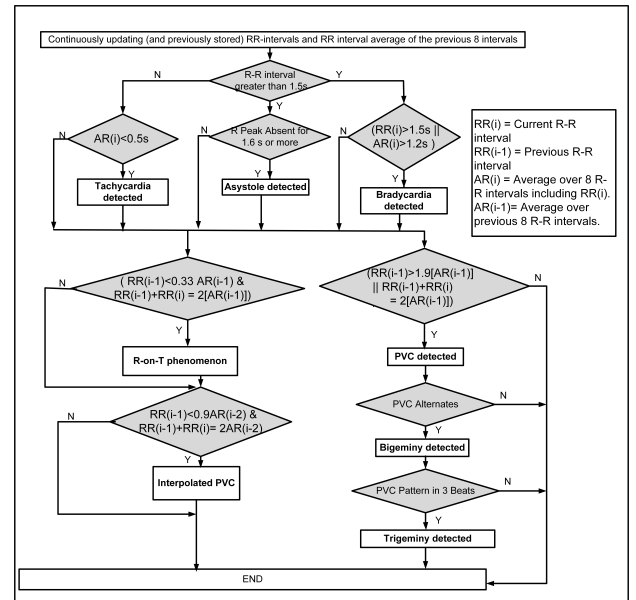 Continuously updating (and previously stored) RR-intervals and RR interval average of the previous 8 intervals
N
R-R interval
greater than 1.5s
Y
Y
N
AR(i)<0.5s
N
R Peak Absent for
1.6 s or more
N
(RR(i)>1.5s ||
AR(i)>1.2s )
Y
Tachycardia
detected
Y
Asystole detected
Y
Bradycardia
detected
RR(i) = Current R-R
interval
RR(i-1) = Previous R-R
interval
AR(i) = Average over 8 R-
R intervals including RR(i).
AR(i-1)= Average over
previous 8 R-R intervals.
N
( RR(i-1)<0.33 AR(i-1) &
RR(i-1)+RR(i) = 2[AR(i-1)])
(RR(i-1)>1.9[AR(i-1)]
|| RR(i-1)+RR(i)
= 2[AR(i-1)])
N
Y
R-on-T phenomenon
Y
PVC detected
N
RR(i-1)<0.9AR(i-2) &
RR(i-1)+RR(i)= 2AR(i-2)
PVC Alternates
N
Y
Bigeminy detected
Y
Interpolated PVC
PVC Pattern in 3 Beats
N
Y
Trigeminy detected
END